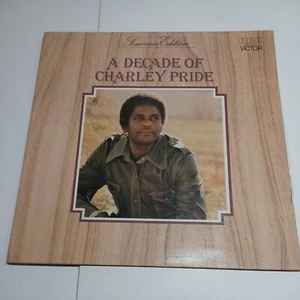 Souvenir Edition
RCA
VICTOR
A DECADE OF
CHARLEY PRIDE